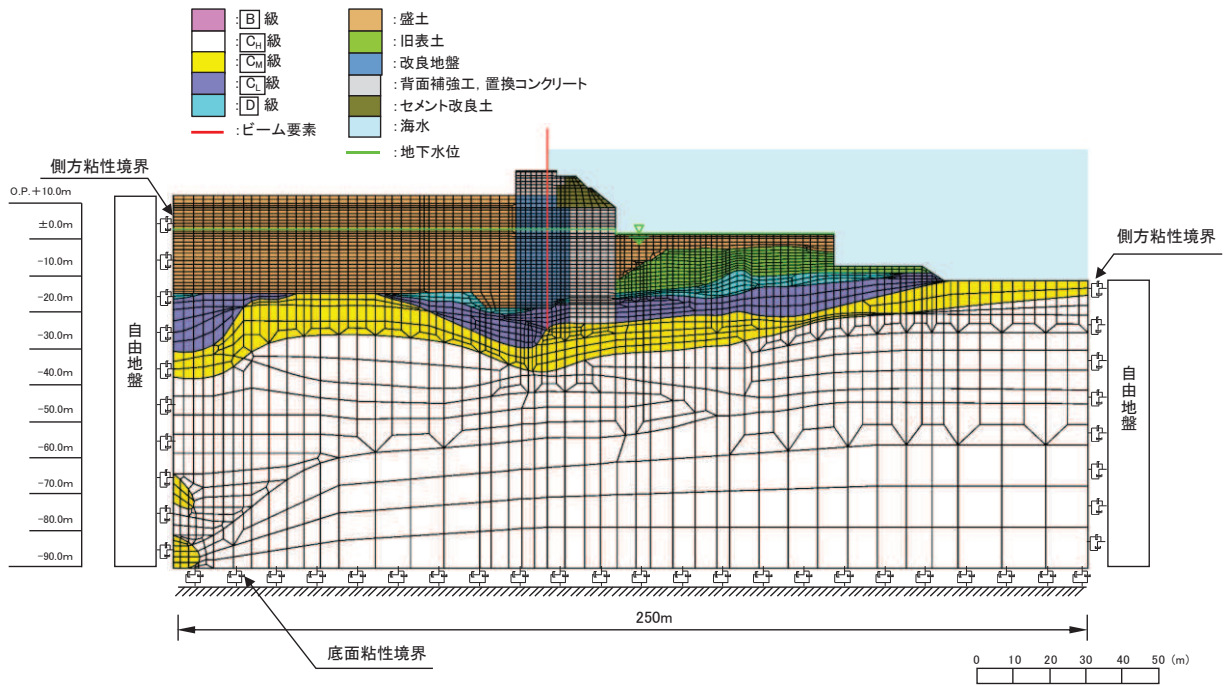 :B級
:CH級
:CM級
:CL級
:D級
:ビーム要素
:盛土
:旧表土
:改良地盤
:背面補強工, 置換コンクリート
:セメント改良土
:海水
:地下水位
側方粘性境界
O.P.+10.0m
±0.0m
-10.0m
-20.0m
-30.0m
-40.0m
-50.0m
-60.0m
-70.0m
-80.0m
-90.0m
自由地盤
側方粘性境界
自由地盤
250m
底面粘性境界
0 10 20 30 40 50 (m)